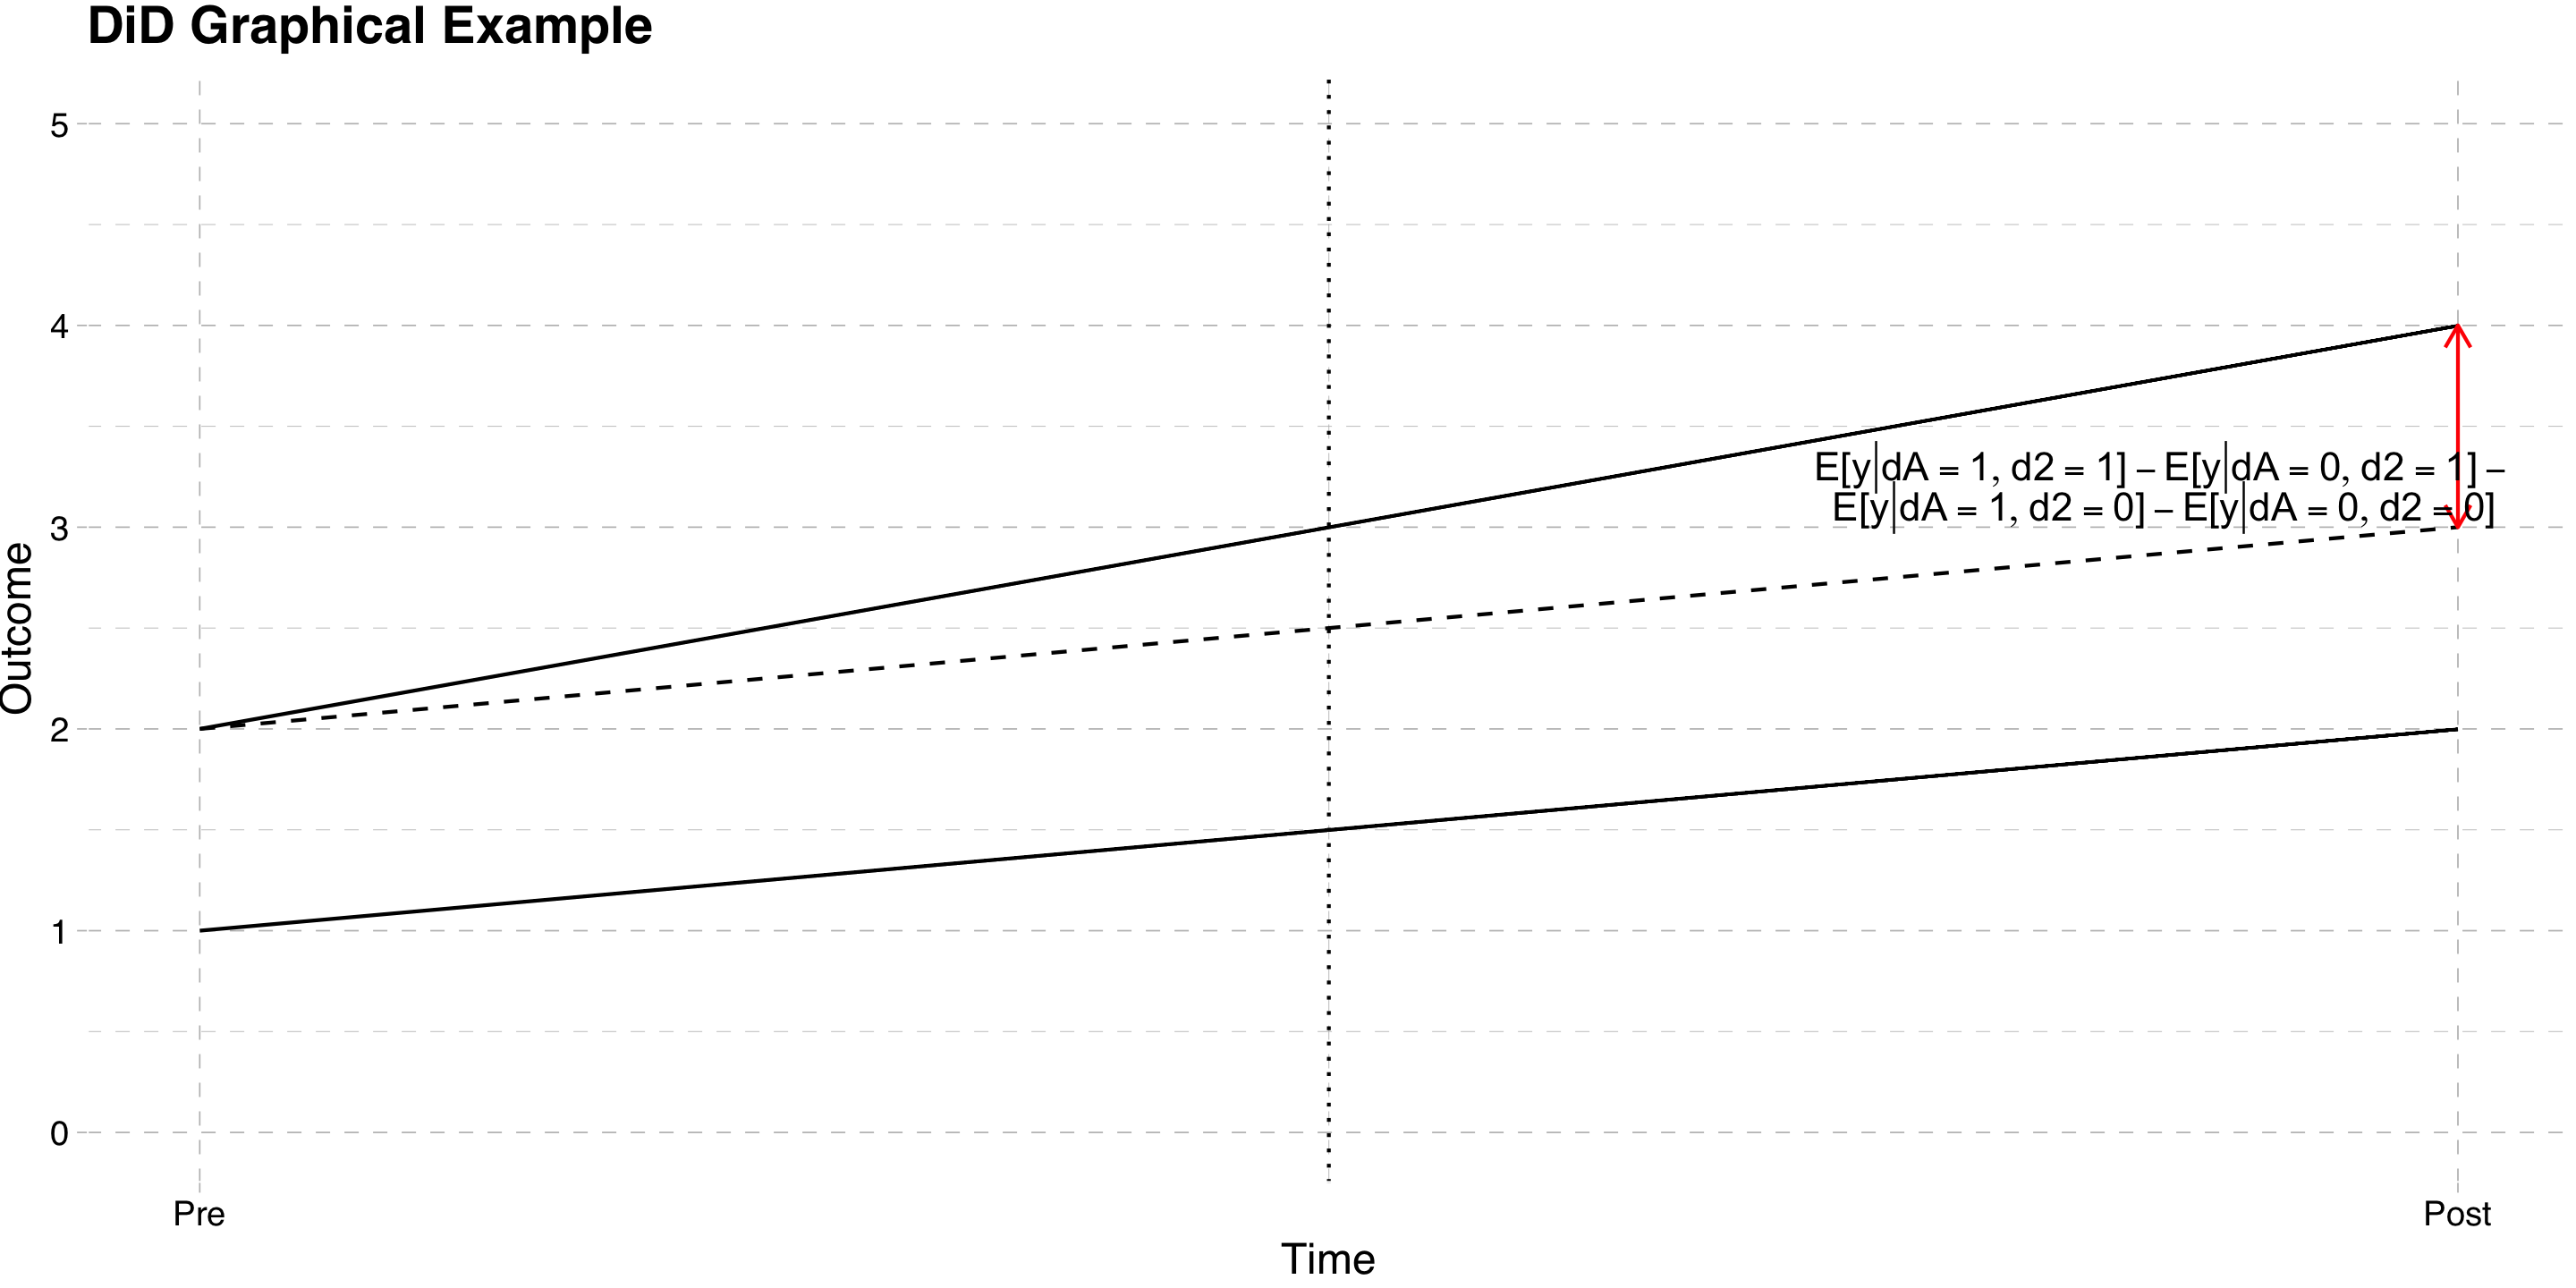 DiD Graphical Example
5
4
E[y|dA = 1, d2 = 1] – E[y|dA = 0, d2 = 1] –
E[y|dA = 1, d2 = 0] – E[y|dA = 0, d2 = 0]
3
Outcome
2
1
0
Pre
Post
Time